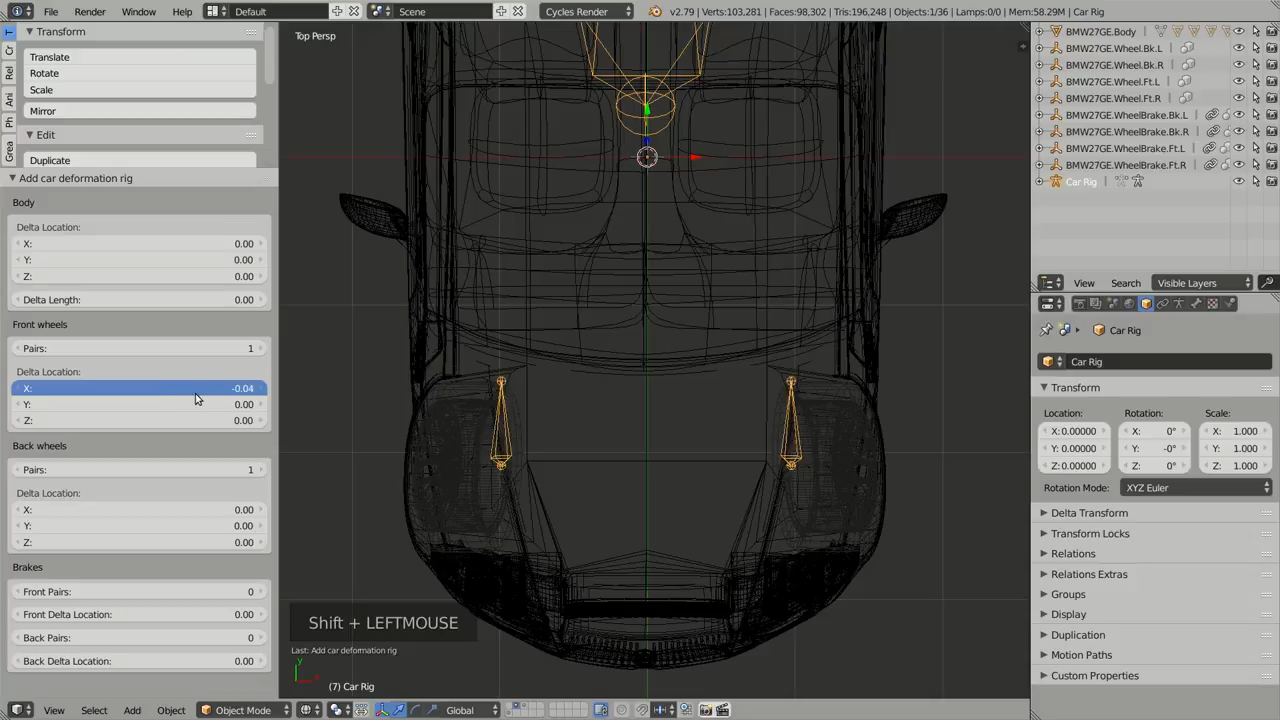 File Render Window Help Default Scene Cycles Render v2.79 | Verts:103,281 | Faces:98,302 | Tris:196,248 | Objects:1/36 | Lamps:0/0 | Mem:58.29M | Car Rig
Transform
Translate
Rotate
Scale
Mirror
Edit
Duplicate
T
Cr
Rel
Ani
Ph
Grea
Add car deformation rig
Body
Delta Location:
X: 0.00
Y: 0.00
Z: 0.00
Delta Length: 0.00
Front wheels
Pairs: 1
Delta Location:
X: -0.04
Y: 0.00
Z: 0.00
Back wheels
Pairs: 1
Delta Location:
X: 0.00
Y: 0.00
Z: 0.00
Brakes
Front Pairs: 0
Front Delta Location: 0.00
Back Pairs: 0
Back Delta Location: 0.00
Top Persp
Shift + LEFTMOUSE
Last: Add car deformation rig
y
x
(7) Car Rig
View Select Add Object Object Mode Global
BMW27GE.Body
BMW27GE.Wheel.Bk.L
BMW27GE.Wheel.Bk.R
BMW27GE.Wheel.Ft.L
BMW27GE.Wheel.Ft.R
BMW27GE.WheelBrake.Bk.L
BMW27GE.WheelBrake.Bk.R
BMW27GE.WheelBrake.Ft.L
BMW27GE.WheelBrake.Ft.R
Car Rig
View Search Visible Layers
Car Rig
Car Rig
Transform
Location: Rotation: Scale:
X: 0.00000 X: 0° X: 1.000
Y: 0.00000 Y: -0° Y: 1.000
Z: 0.00000 Z: 0° Z: 1.000
Rotation Mode: XYZ Euler
Delta Transform
Transform Locks
Relations
Relations Extras
Groups
Display
Duplication
Motion Paths
Custom Properties